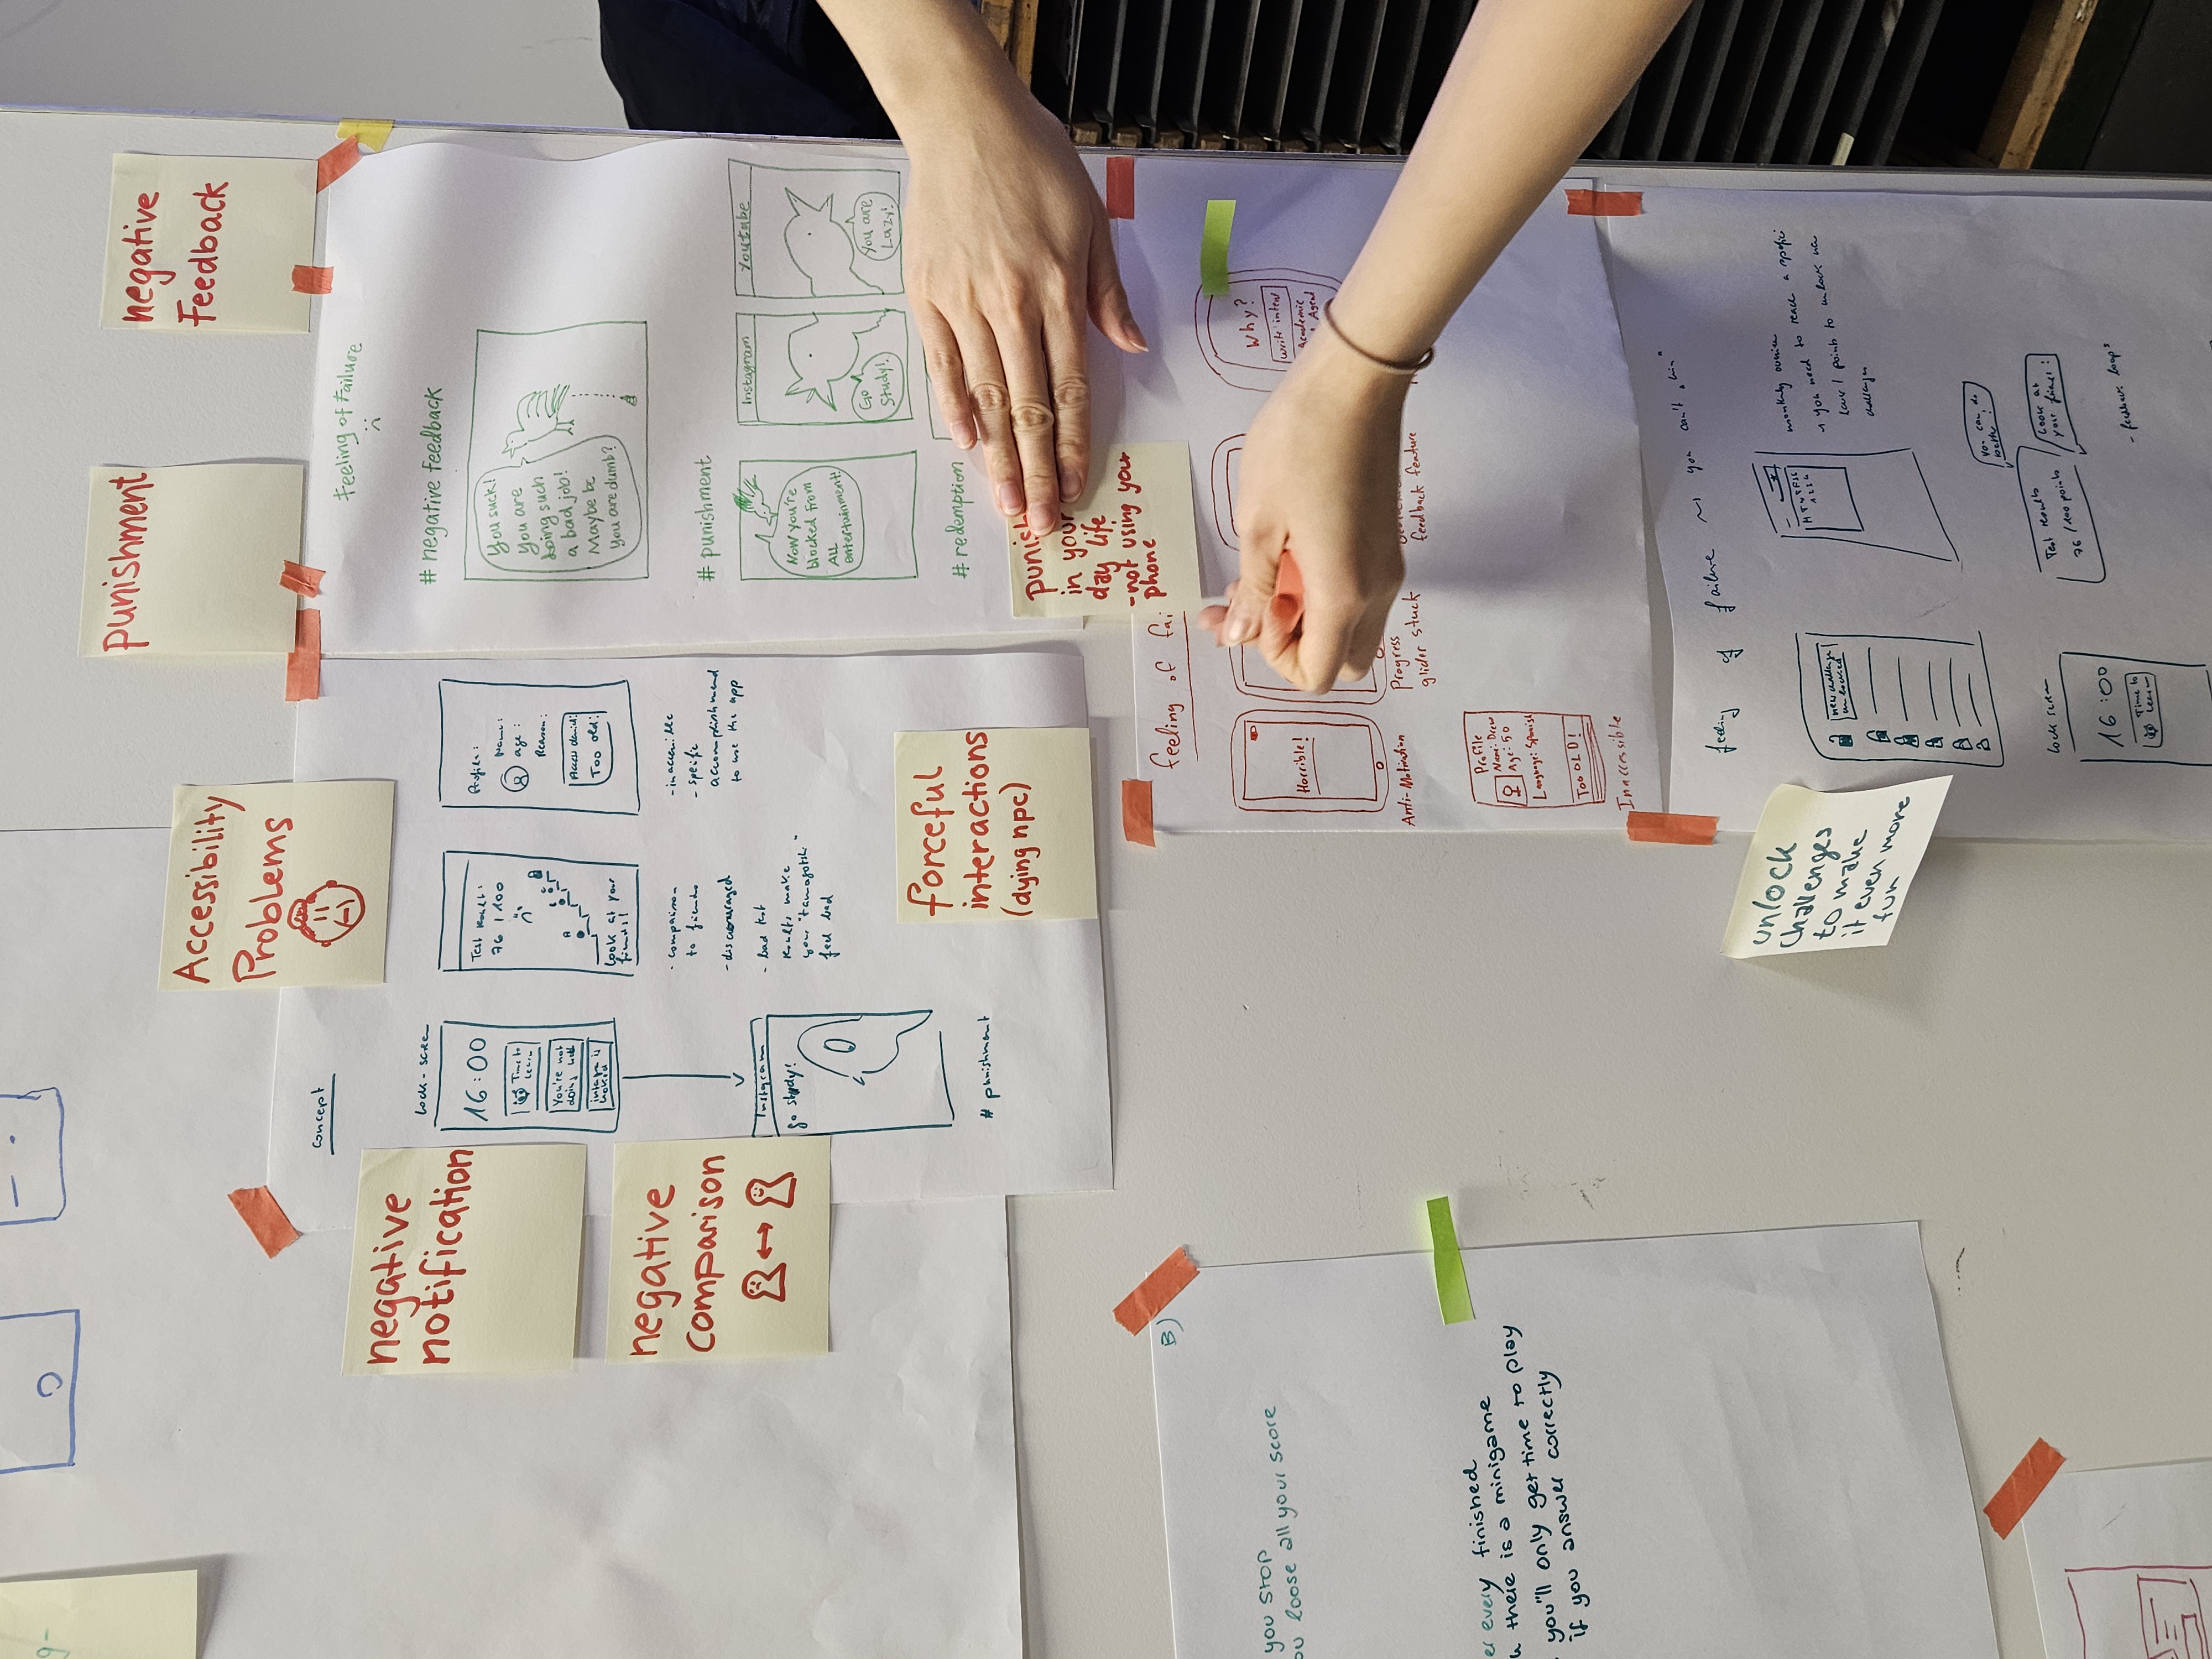 punishment
negative
Feedback
Accessibility
Problems
concept
negative
notification
negative
comparison
Lock-screen
16:00
Time to
Learn
You're not
doing well
Instagram
go study!
# punishment
Test result:
76 / 100
Look at your
friends!
- comparison
to friends
- discouraged
- bad test
results make
your "tamagotchi"
feel bad
Profile:
Name:
age:
Reason:
Access denied!
Too old!
- inaccessible
- spefific
accomplishment
to use the app
forceful
interactions
(dying npc)
Feeling of Failure
# negative feedback
You suck!
You are
doing such
a bad job!
Maybe bc
you are dumb?
# punishment
Now you're
blocked from
ALL
entertainment!
Instagram
Go
Study!
Youtube
You are
Lazy!
# redemption
punish
in your
day life
- not using your
phone
B)
you stop
ou loose all your score
er every finished
there is a minigame
you'll only get time to play
if you answer correctly
feeling of fai
Horrible!
Anti-Motivation
Progress
glider stuck
feedback feature
Why?
Write intent
Academic
Agent
Profile
Name: Drew
Age: 50
Language: Spanish
Too OLD!
Inaccessible
unlock
challenges
to make
it even more
fun
feeling of failure ~> you can't "win"
new challenge
unlocked
MTWTFSS
1234
monthly overview
you need to reach a specific
level / points to unlock new
challenges
you can do
better!
Test results
76/100 points
Look at
your friends!
- feedback loops
Lock screen
16:00
Time to
Learn